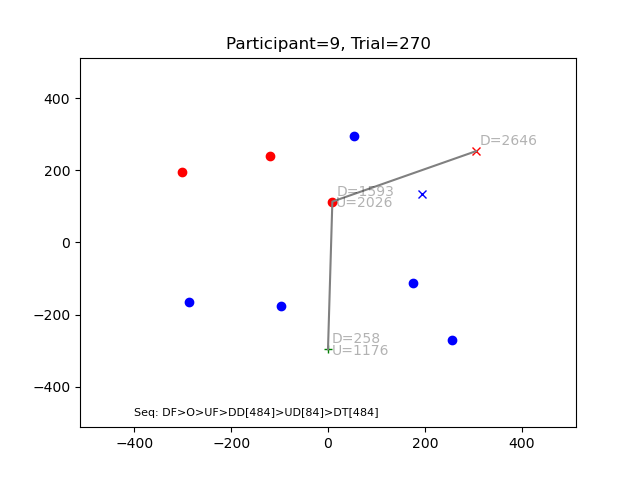 Participant=9, Trial=270
400
200
0
−200
−400
D=2646
D=1593
U=2026
D=258
U=1176
Seq: DF>O>UF>DD[484]>UD[84]>DT[484]
−400 −200 0 200 400